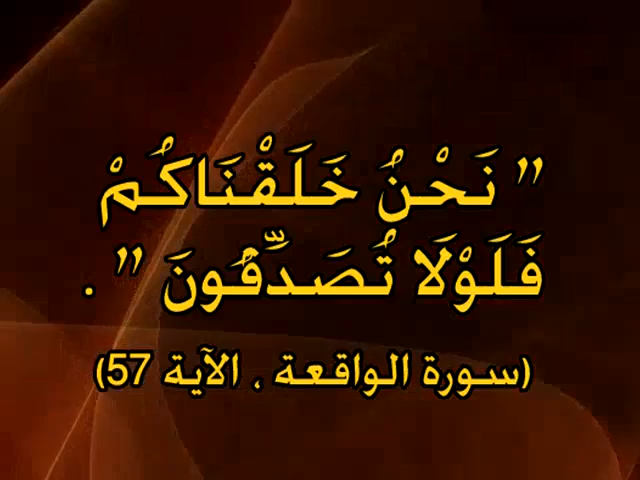 " نَحْنُ خَلَقْنَاكُمْ
فَلَوْلَا تُصَدِّقُونَ " .
(سورة الواقعة ، الآية 57)